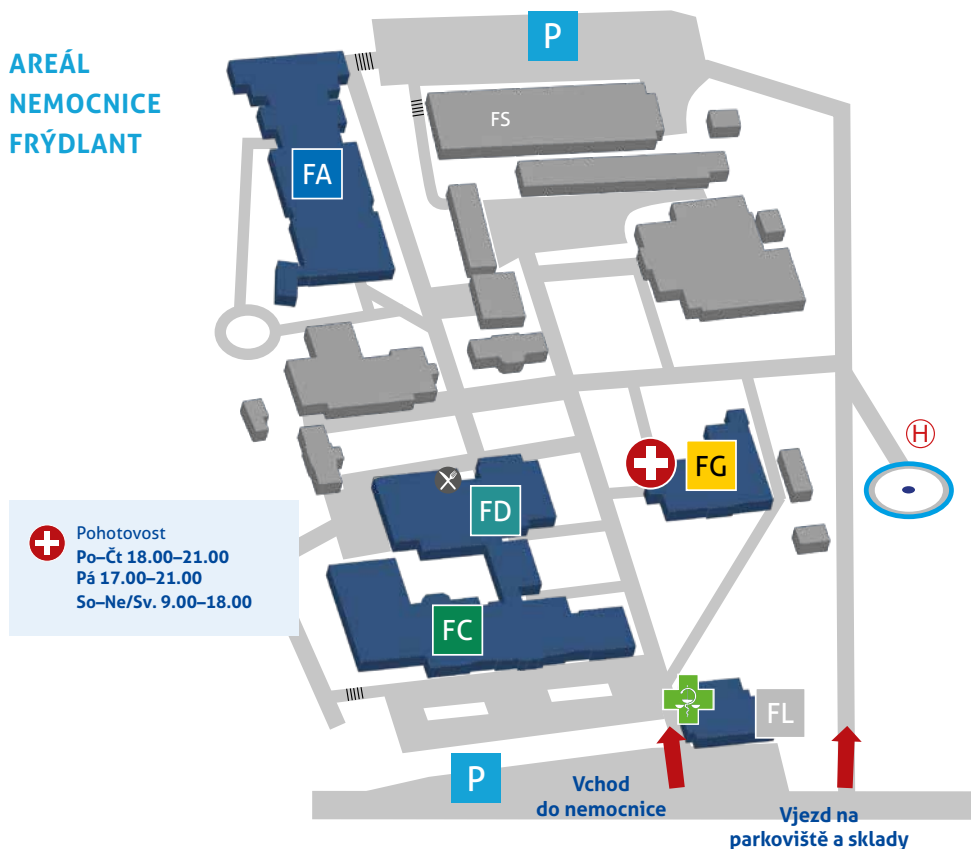 AREÁL
NEMOCNICE
FRÝDLANT
P
FS
FA
H
FG
FD
Pohotovost
Po–Čt 18.00–21.00
Pá 17.00–21.00
So–Ne/Sv. 9.00–18.00
FC
FL
P
Vchod
do nemocnice
Vjezd na
parkoviště a sklady